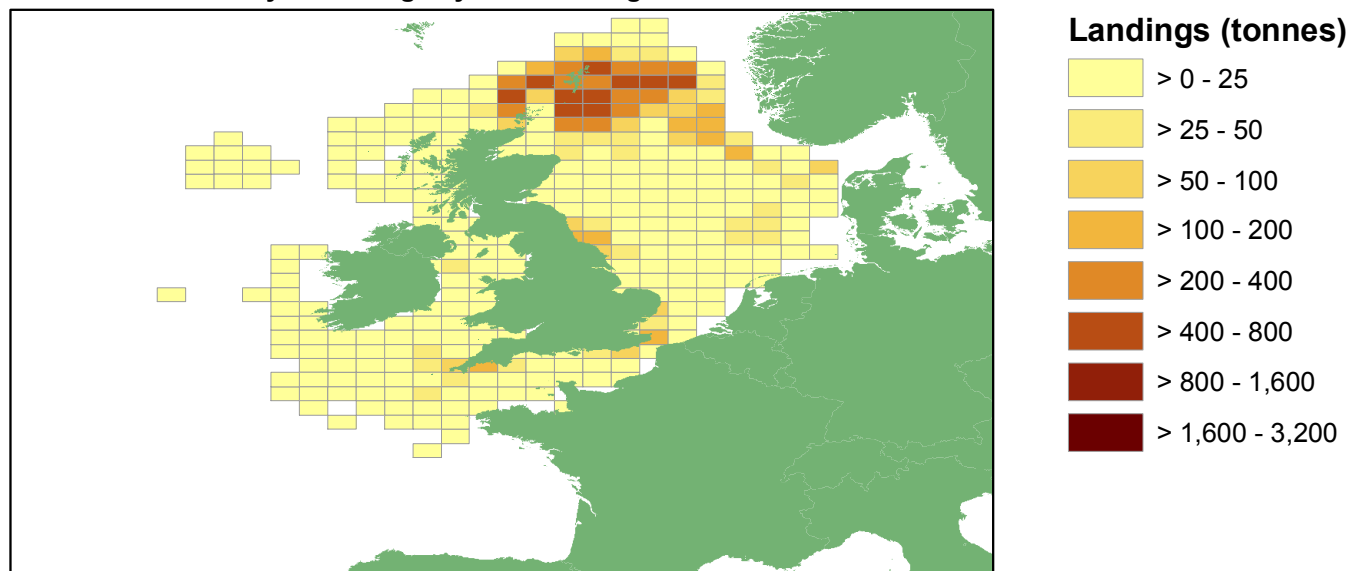 Landings (tonnes)
> 0 - 25
> 25 - 50
> 50 - 100
> 100 - 200
> 200 - 400
> 400 - 800
> 800 - 1,600
> 1,600 - 3,200